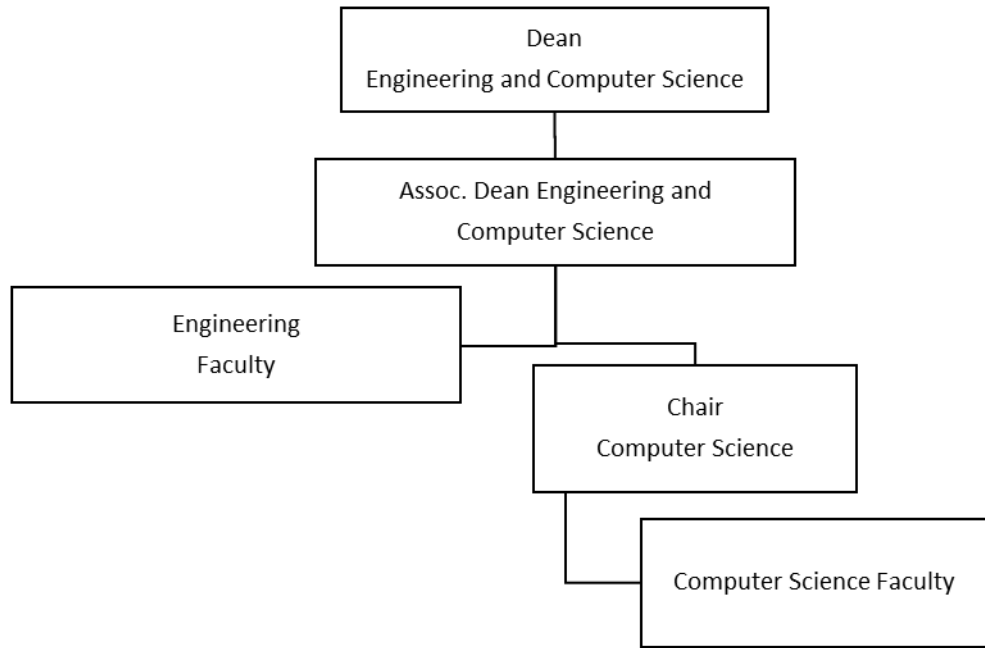 Dean
Engineering and Computer Science
Assoc. Dean Engineering and
Computer Science
Engineering
Faculty
Chair
Computer Science
Computer Science Faculty